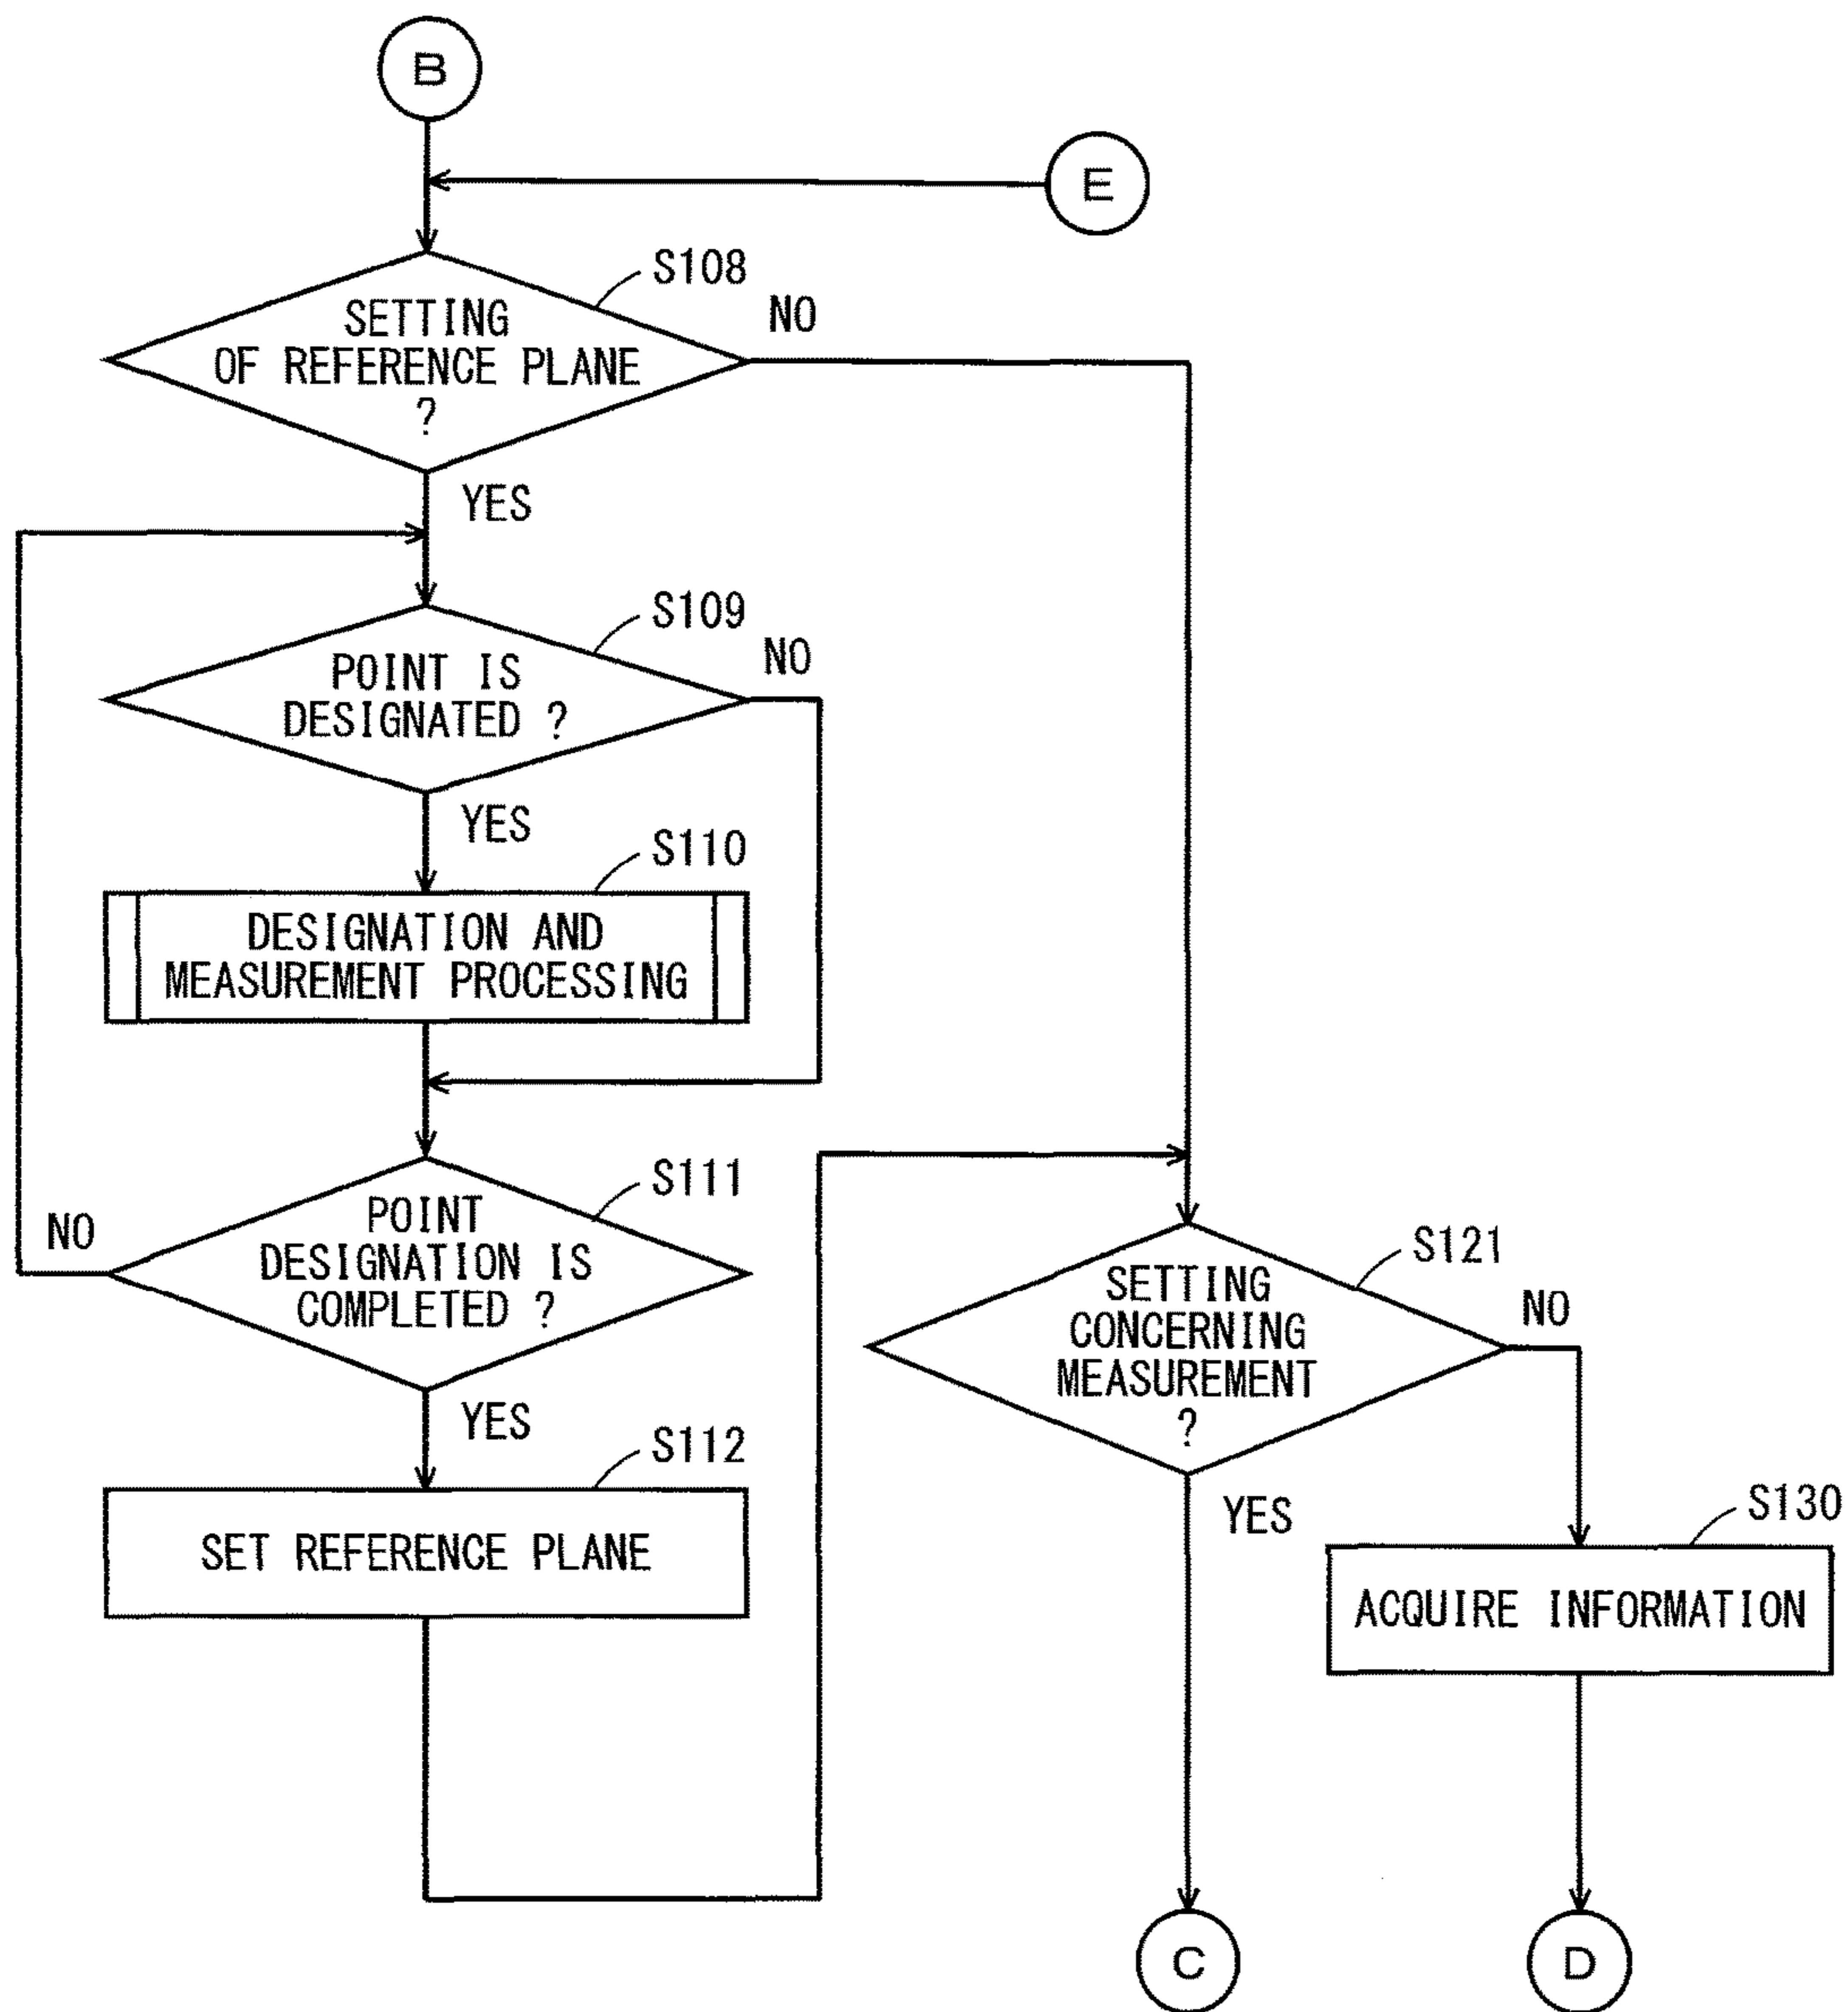 B
E
S108
SETTING
OF REFERENCE PLANE
?
NO
YES
S109
POINT IS
DESIGNATED ?
NO
YES
S110
DESIGNATION AND
MEASUREMENT PROCESSING
S111
POINT
DESIGNATION IS
COMPLETED ?
NO
YES
S112
SET REFERENCE PLANE
S121
SETTING
CONCERNING
MEASUREMENT
?
NO
YES
S130
ACQUIRE INFORMATION
C
D